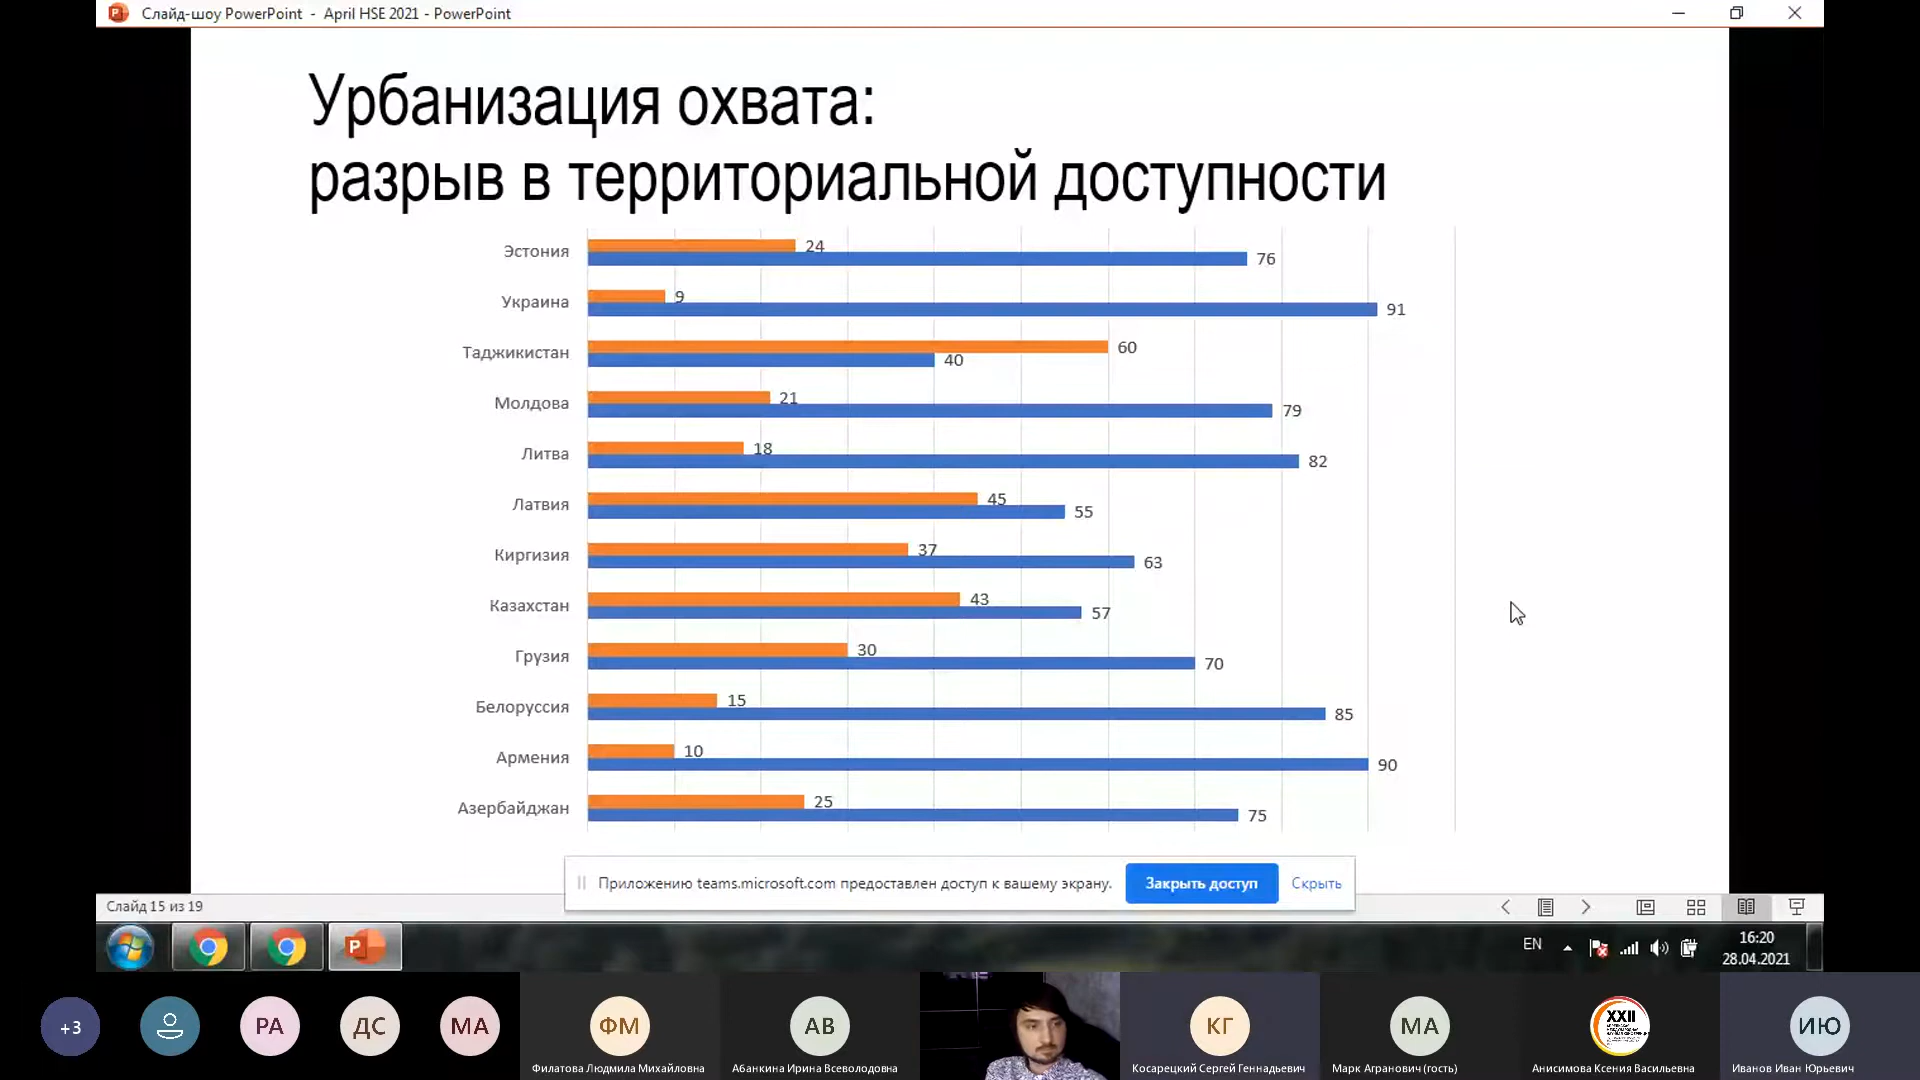 Слайд-шоу PowerPoint - April HSE 2021 - PowerPoint
Урбанизация охвата:
разрыв в территориальной доступности
Эстония 24 76
Украина 9 91
Таджикистан 60 40
Молдова 21 79
Литва 18 82
Латвия 45 55
Киргизия 37 63
Казахстан 43 57
Грузия 30 70
Белоруссия 15 85
Армения 10 90
Азербайджан 25 75
Приложению teams.microsoft.com предоставлен доступ к вашему экрану. Закрыть доступ Скрыть
Слайд 15 из 19
EN 16:20
28.04.2021
+3 РА ДС МА ФМ АВ КГ МА XXII ИЮ
Филатова Людмила Михайловна Абанкина Ирина Всеволодовна Косарецкий Сергей Геннадьевич Марк Агранович (гость) Анисимова Ксения Васильевна Иванов Иван Юрьевич